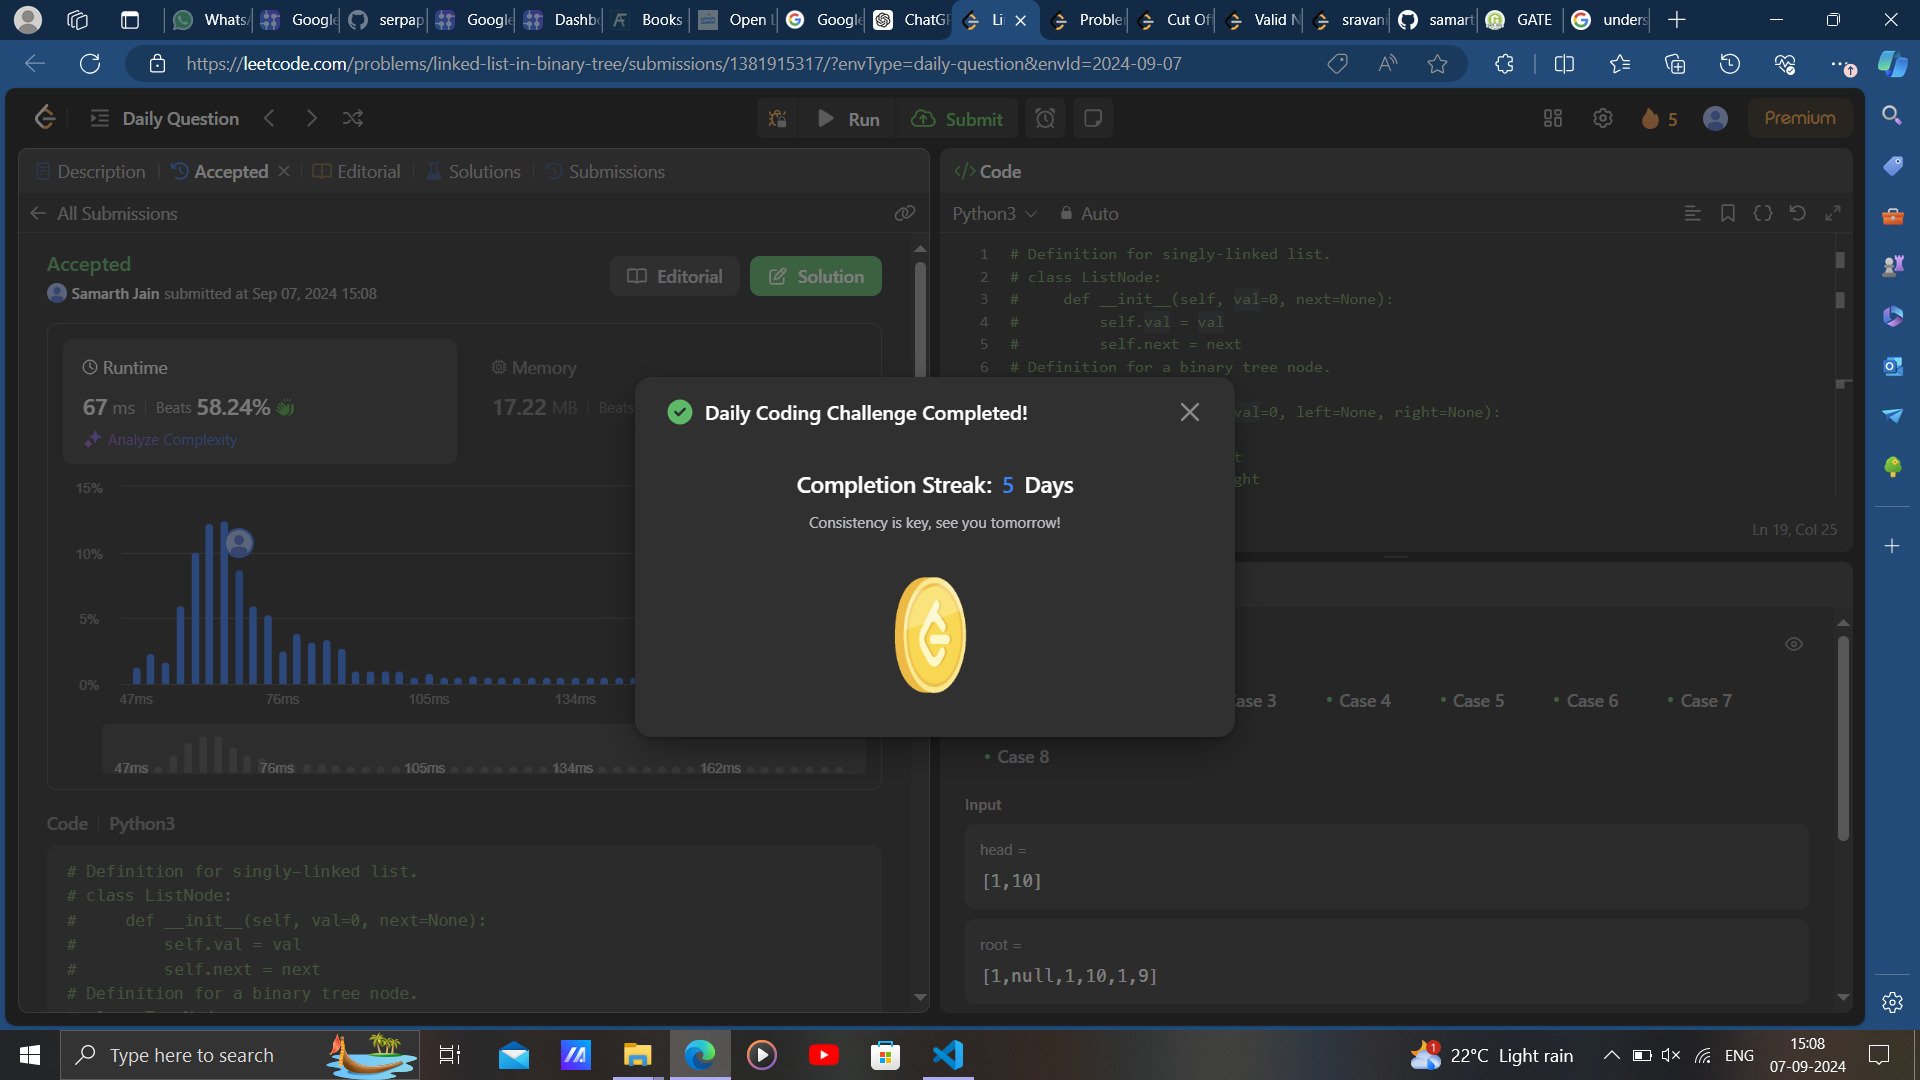 Whats
Google
serpap
Google
Dashbo
Books
Open L
Google
ChatGP
Li
Proble
Cut Of
Valid N
sravan
samart
GATE
unders
https://leetcode.com/problems/linked-list-in-binary-tree/submissions/1381915317/?envType=daily-question&envId=2024-09-07
Daily Question
Run
Submit
5
Premium
Description
Accepted
Editorial
Solutions
Submissions
All Submissions
Accepted
Editorial
Solution
Samarth Jain submitted at Sep 07, 2024 15:08
Runtime
67 ms
Beats 58.24%
Analyze Complexity
Memory
17.22 MB
Beats
15%
10%
5%
0%
47ms 76ms 105ms 134ms
47ms 76ms 105ms 134ms 162ms
Code | Python3
# Definition for singly-linked list.
# class ListNode:
#     def __init__(self, val=0, next=None):
#         self.val = val
#         self.next = next
# Definition for a binary tree node.
Daily Coding Challenge Completed!
Completion Streak: 5 Days
Consistency is key, see you tomorrow!
</> Code
Python3
Auto
1 # Definition for singly-linked list.
2 # class ListNode:
3 #     def __init__(self, val=0, next=None):
4 #         self.val = val
5 #         self.next = next
6 # Definition for a binary tree node.
val=0, left=None, right=None):
t
ght
Ln 19, Col 25
Case 3
Case 4
Case 5
Case 6
Case 7
Case 8
Input
head =
[1,10]
root =
[1,null,1,10,1,9]
Type here to search
1
22°C Light rain
ENG
15:08
07-09-2024